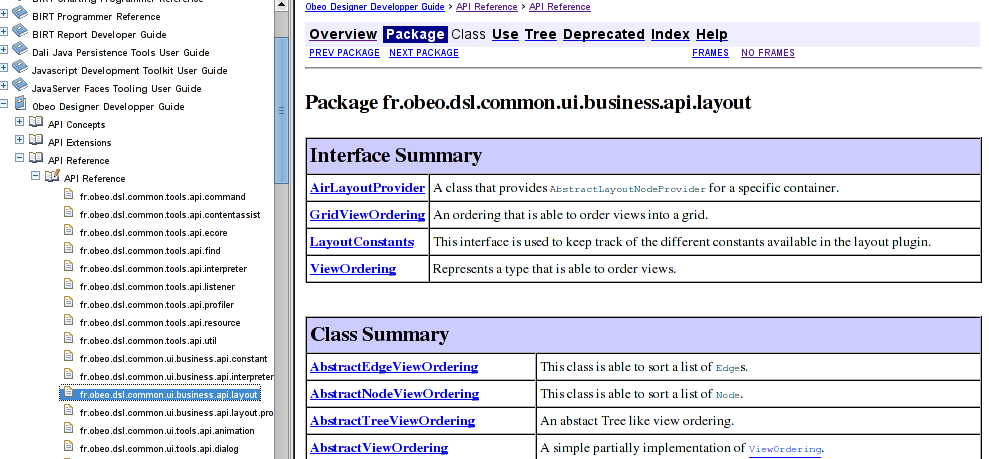 BIRT Programmer Reference
BIRT Report Developer Guide
Dali Java Persistence Tools User Guide
Javascript Development Toolkit User Guide
JavaServer Faces Tooling User Guide
Obeo Designer Developper Guide
API Concepts
API Extensions
API Reference
API Reference
fr.obeo.dsl.common.tools.api.command
fr.obeo.dsl.common.tools.api.contentassist
fr.obeo.dsl.common.tools.api.ecore
fr.obeo.dsl.common.tools.api.find
fr.obeo.dsl.common.tools.api.interpreter
fr.obeo.dsl.common.tools.api.listener
fr.obeo.dsl.common.tools.api.profiler
fr.obeo.dsl.common.tools.api.resource
fr.obeo.dsl.common.tools.api.util
fr.obeo.dsl.common.ui.business.api.constant
fr.obeo.dsl.common.ui.business.api.interpreter
fr.obeo.dsl.common.ui.business.api.layout
fr.obeo.dsl.common.ui.business.api.layout.pro
fr.obeo.dsl.common.ui.tools.api.animation
fr.obeo.dsl.common.ui.tools.api.dialog
Obeo Designer Developper Guide > API Reference > API Reference
Overview Package Class Use Tree Deprecated Index Help
PREV PACKAGE NEXT PACKAGE FRAMES NO FRAMES
Package fr.obeo.dsl.common.ui.business.api.layout
Interface Summary
AirLayoutProvider A class that provides AbstractLayoutNodeProvider for a specific container.
GridViewOrdering An ordering that is able to order views into a grid.
LayoutConstants This interface is used to keep track of the different constants available in the layout plugin.
ViewOrdering Represents a type that is able to order views.
Class Summary
AbstractEdgeViewOrdering This class is able to sort a list of Edges.
AbstractNodeViewOrdering This class is able to sort a list of Node.
AbstractTreeViewOrdering An abstact Tree like view ordering.
AbstractViewOrdering A simple partially implementation of ViewOrdering.